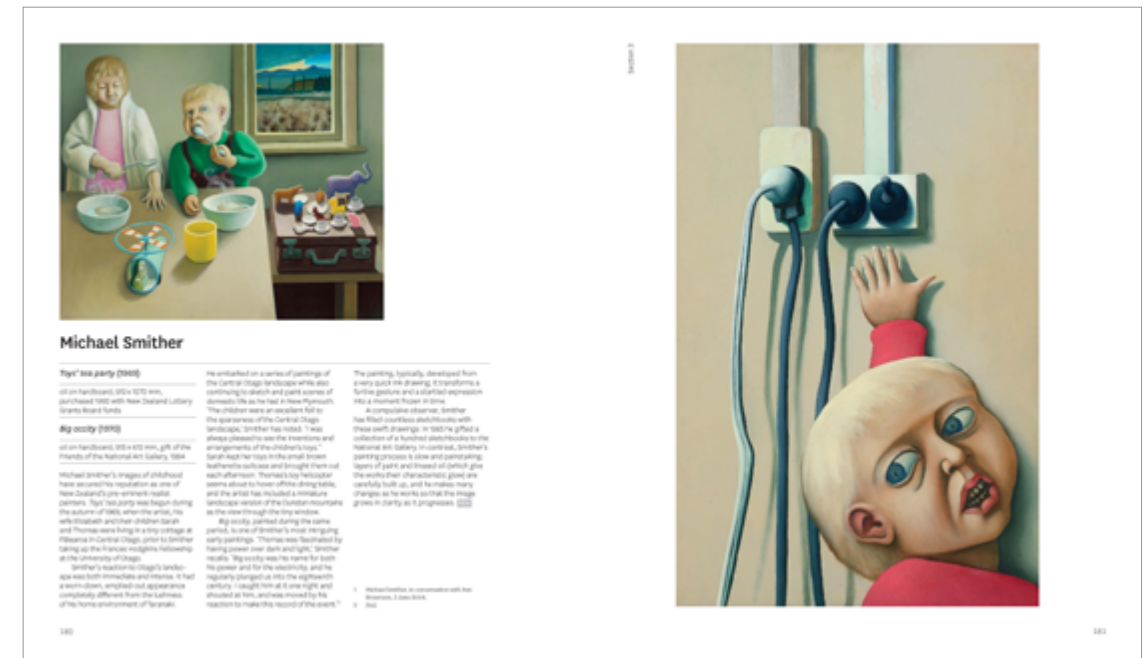 Section 3
Michael Smither
Toys' tea party (1969)
oil on hardboard, 910 x 1070 mm,
purchased 1990 with New Zealand Lottery
Grants Board funds
Big occity (1970)
oil on hardboard, 915 x 612 mm, gift of the
Friends of the National Art Gallery, 1984
Michael Smither's images of childhood
have secured his reputation as one of
New Zealand's pre-eminent realist
painters. Toys' tea party was begun during
the autumn of 1969, when the artist, his
wife Elizabeth and their children Sarah
and Thomas were living in a tiny cottage at
in Central Otago, prior to Smither
taking up the Frances Hodgkins Fellowship
at the University of Otago.
Smither's reaction to Otago's landsc-
ape was both immediate and intense. It had
a worn down, emptied-out appearance
completely different from the lushness
of his home environment of Taranaki.
He embarked on a series of paintings of
the Central Otago landscape while also
continuing to sketch and paint scenes of
domestic life as he had in New Plymouth.
'The children were an excellent foil to
the sparseness of the Central Otago
landscape,' Smither has noted. 'I was
always pleased to see the inventions and
arrangements of the children's toys.'
Sarah kept her toys in the small brown
leatherette suitcase and brought them out
each afternoon. Thomas's toy helicopter
seems about to hover off the dining table,
and the artist has included a miniature
landscape version of the Dunstan mountains
as the view through the tiny window.
Big occity, painted during the same
period, is one of Smither's most intriguing
early paintings. 'Thomas was fascinated by
having power over dark and light,' Smither
recalls. 'Big occity was his name for both
his power and for the electricity, and he
regularly plunged us into the eighteenth
century. I caught him at it one night and
shouted at him, and was moved by his
reaction to make this record of the event.'
The painting, typically, developed from
a very quick ink drawing; it transforms a
furtive gesture and a startled expression
into a moment frozen in time.
A compulsive observer, Smither
has filled countless sketchbooks with
these swift drawings. In 1985 he gifted a
collection of a hundred sketchbooks to the
National Art Gallery. In contrast, Smither's
painting process is slow and painstaking;
layers of paint and linseed oil (which give
the works their characteristic glow) are
carefully built up, and he makes many
changes as he works so that the image
grows in clarity as it progresses.
1 Michael Smither, in conversation with
2 Ibid.
180
181